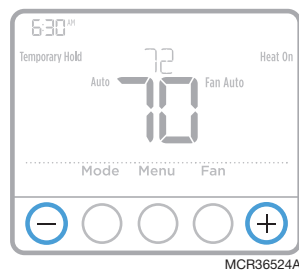 6:30 AM
Temporary Hold
72
Heat On
Auto
70
Fan Auto
Mode Menu Fan
− +
MCR36524A